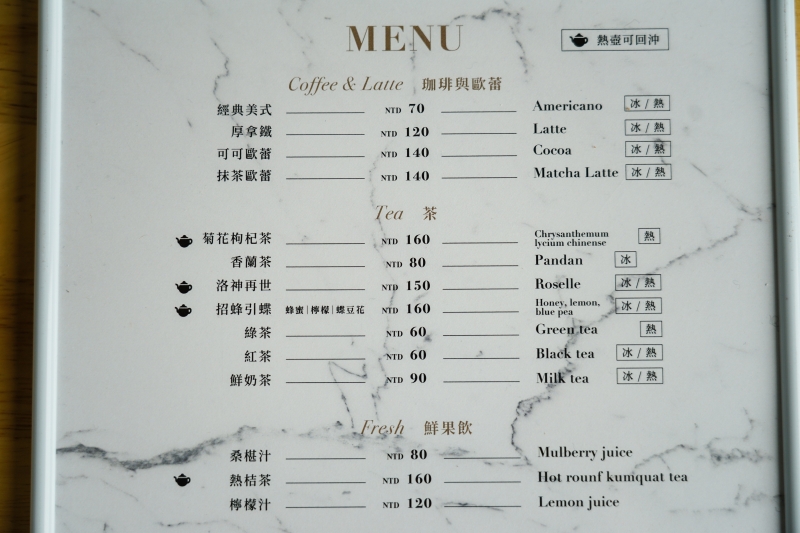 MENU
熱壺可回沖
Coffee & Latte 珈琲與歐蕾
經典美式 NTD 70 Americano 冰 / 熱
厚拿鐵 NTD 120 Latte 冰 / 熱
可可歐蕾 NTD 140 Cocoa 冰 / 熱
抹茶歐蕾 NTD 140 Matcha Latte 冰 / 熱
Tea 茶
菊花枸杞茶 NTD 160 Chrysanthemum lycium chinense 熱
香蘭茶 NTD 80 Pandan 冰
洛神再世 NTD 150 Roselle 冰 / 熱
招蜂引蝶 蜂蜜|檸檬|蝶豆花 NTD 160 Honey, lemon, blue pea 冰 / 熱
綠茶 NTD 60 Green tea 熱
紅茶 NTD 60 Black tea 冰 / 熱
鮮奶茶 NTD 90 Milk tea 冰 / 熱
Fresh 鮮果飲
桑椹汁 NTD 80 Mulberry juice
熱桔茶 NTD 160 Hot rounf kumquat tea
檸檬汁 NTD 120 Lemon juice